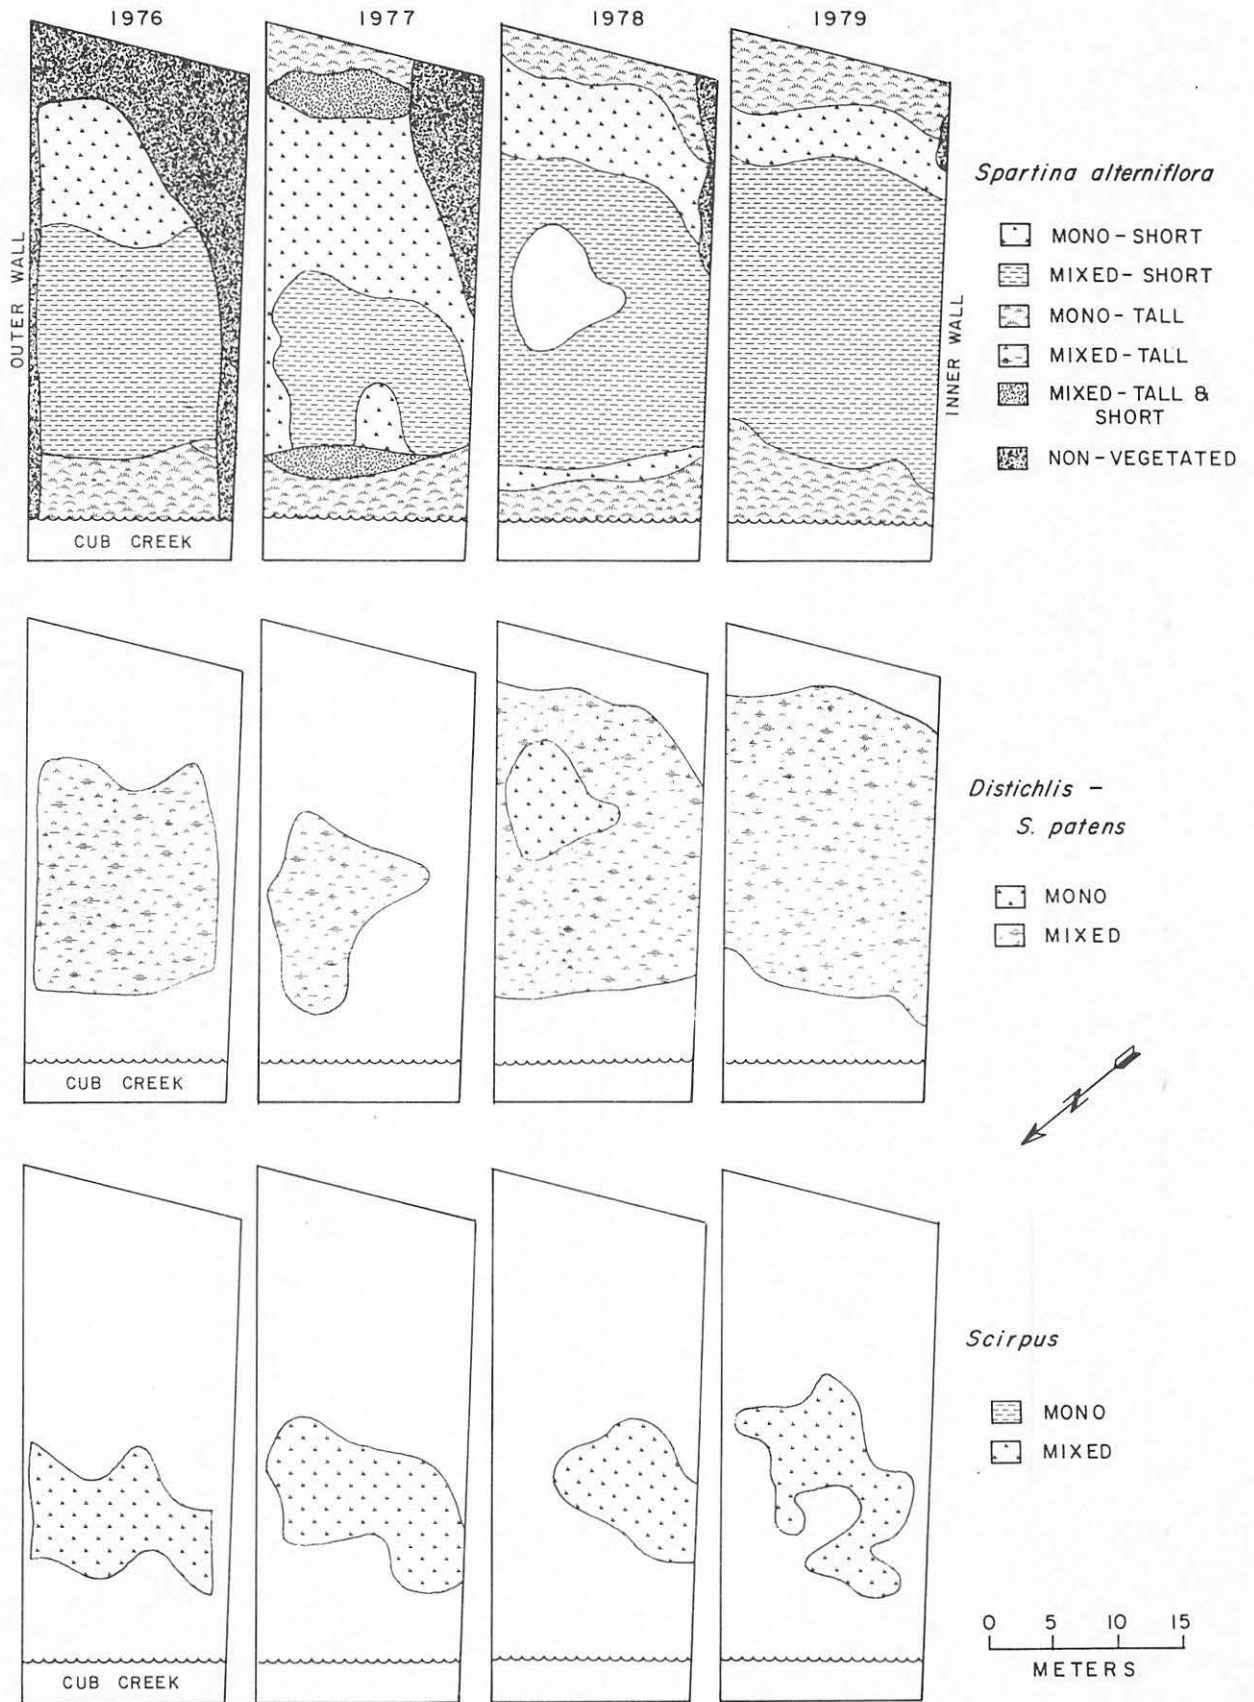 1976 1977 1978 1979
OUTER WALL
INNER WALL
CUB CREEK
Spartina alterniflora
MONO-SHORT
MIXED-SHORT
MONO-TALL
MIXED-TALL
MIXED-TALL &
SHORT
NON-VEGETATED
CUB CREEK
Distichlis -
S. patens
MONO
MIXED
N
CUB CREEK
Scirpus
MONO
MIXED
0 5 10 15
METERS